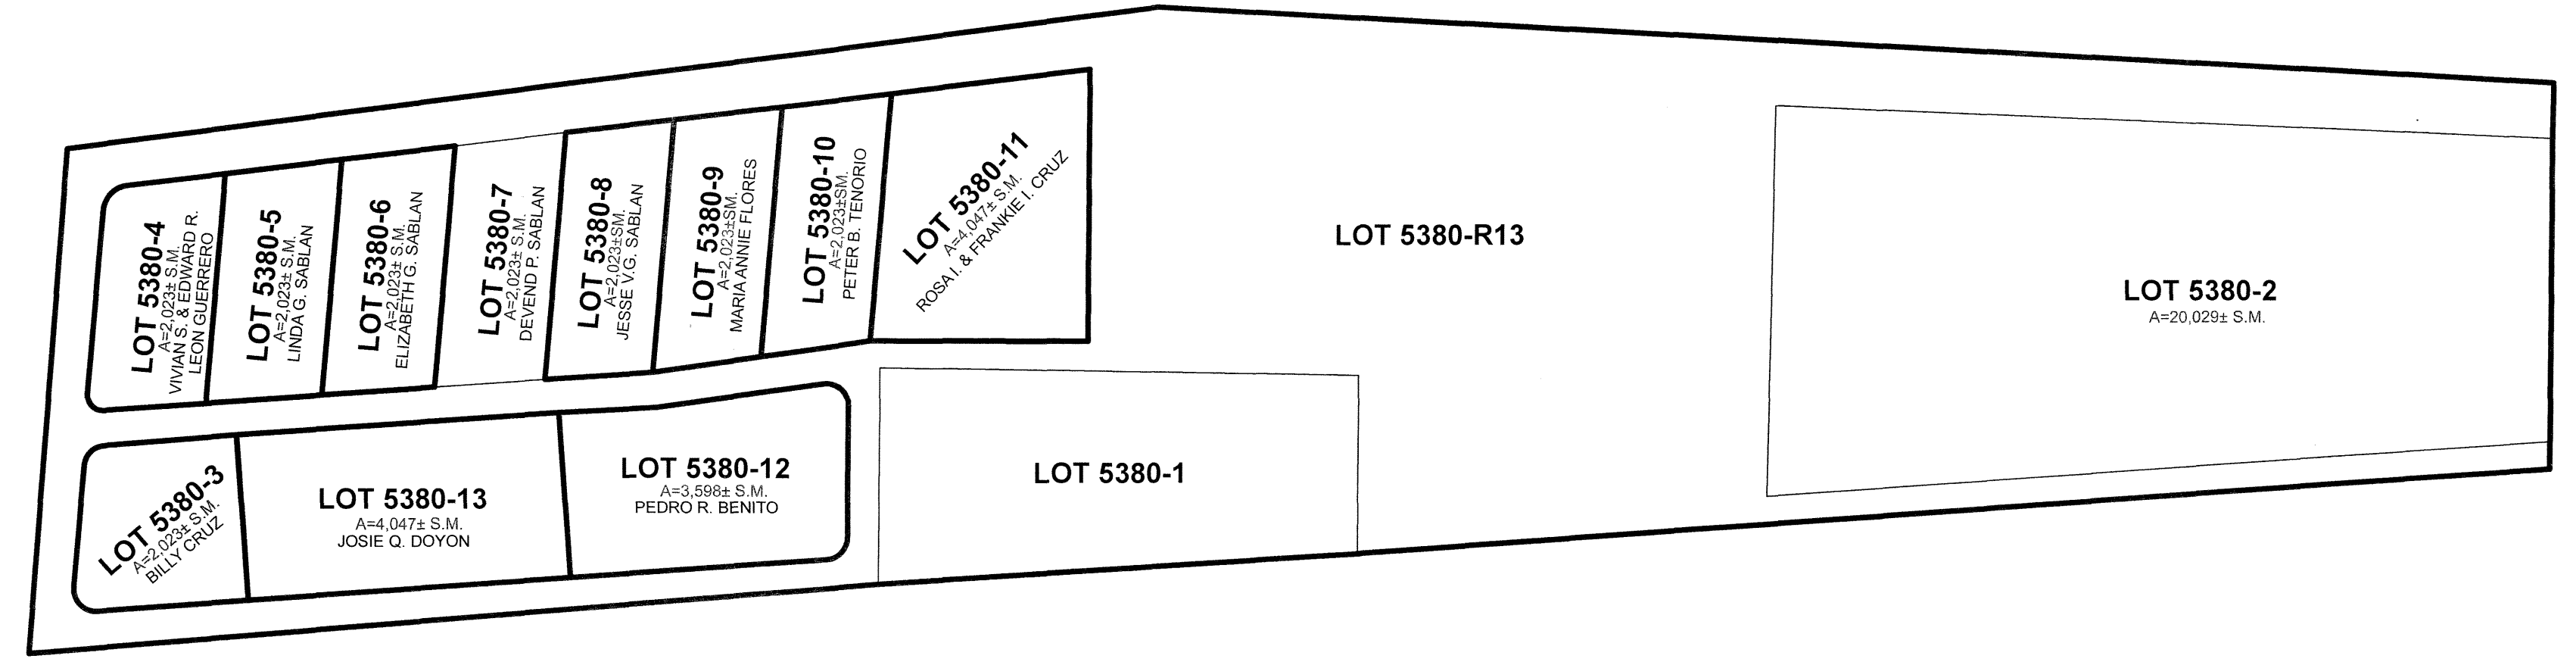 LOT 5380-4
A=2,023± S.M.
VIVIAN S. & EDWARD R.
LEON GUERRERO
LOT 5380-5
A=2,023± S.M.
LINDA G. SABLAN
LOT 5380-6
A=2,023± S.M.
ELIZABETH G. SABLAN
LOT 5380-7
A=2,023± S.M.
DEVEND P. SABLAN
LOT 5380-8
A=2,023±SM.
JESSE V.G. SABLAN
LOT 5380-9
A=2,023±SM.
MARIA ANNIE FLORES
LOT 5380-10
A=2,023±SM.
PETER B. TENORIO
LOT 5380-11
A=4,047± S.M.
ROSA I. & FRANKIE I. CRUZ
LOT 5380-R13
LOT 5380-2
A=20,029± S.M.
LOT 5380-3
A=2,023± S.M.
BILLY CRUZ
LOT 5380-13
A=4,047± S.M.
JOSIE Q. DOYON
LOT 5380-12
A=3,598± S.M.
PEDRO R. BENITO
LOT 5380-1